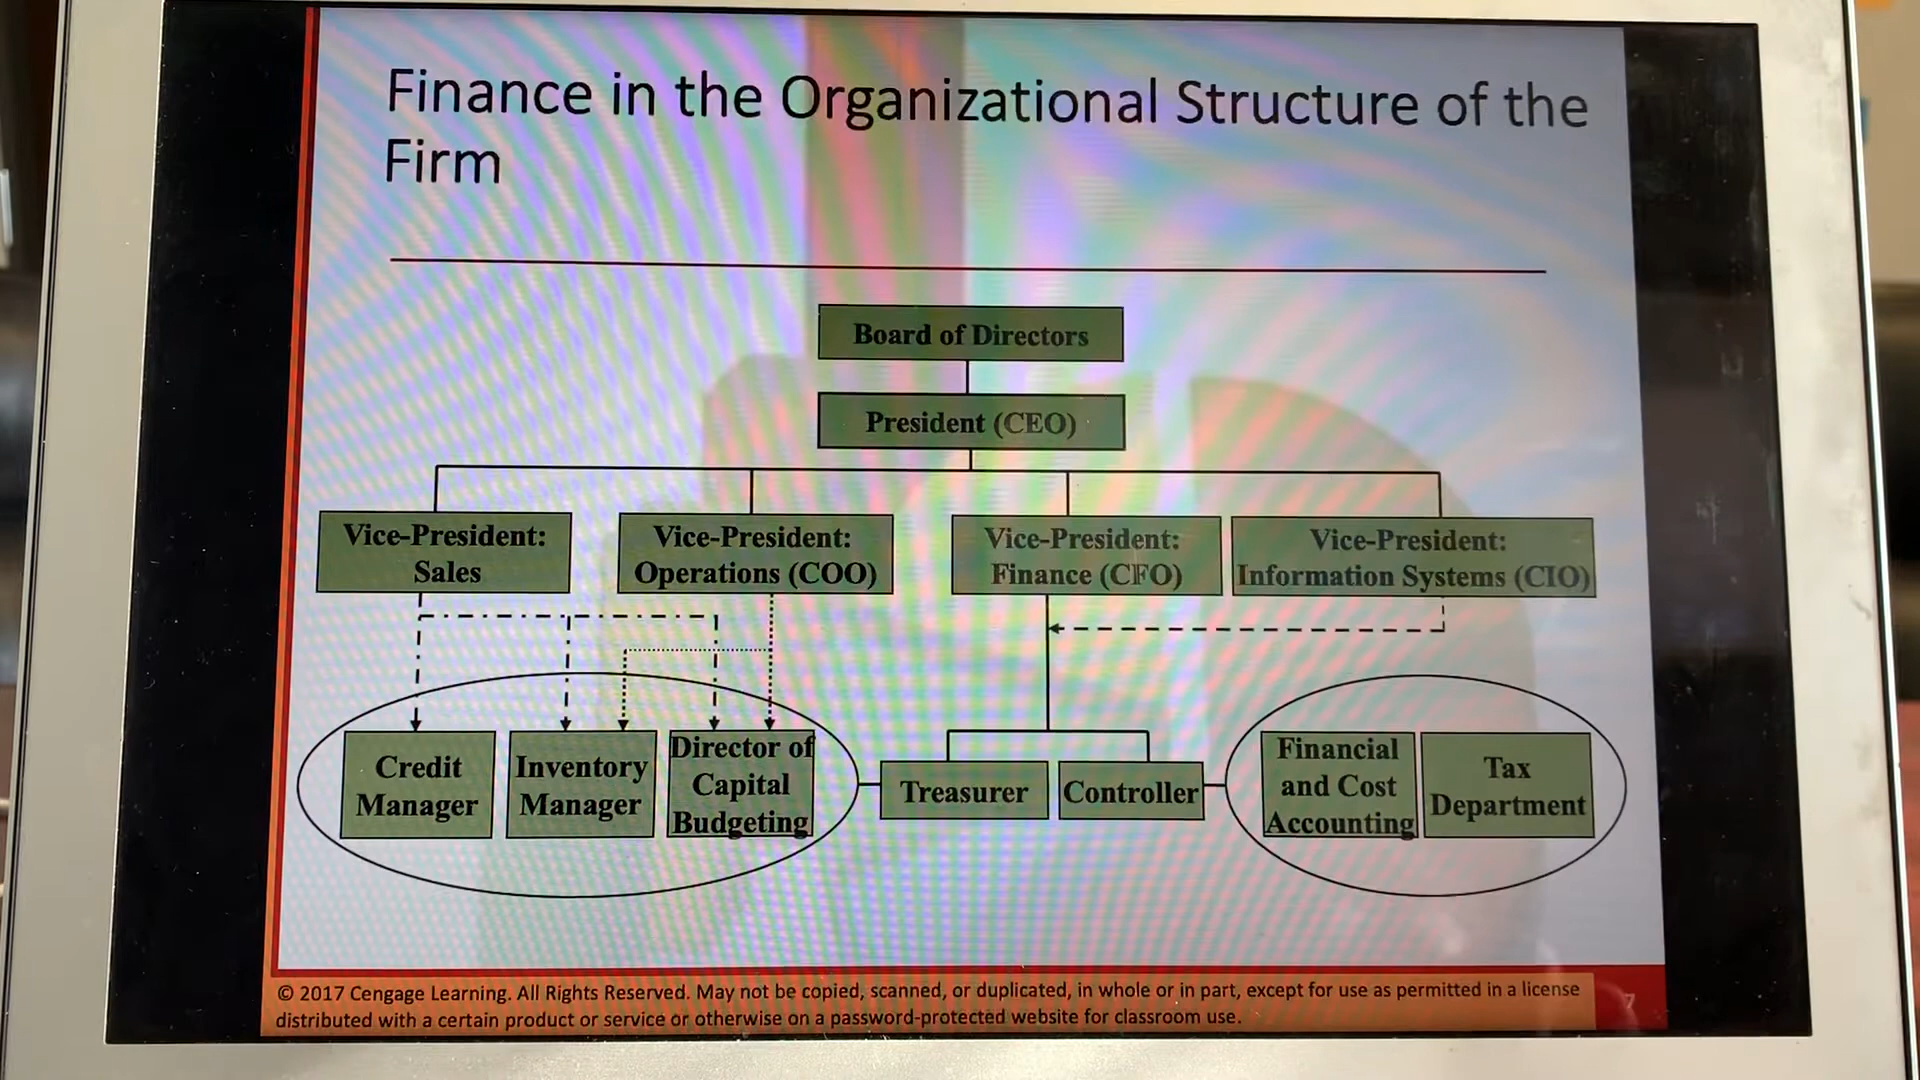 Finance in the Organizational Structure of the
Firm
Board of Directors
President (CEO)
Vice-President:
Sales
Vice-President:
Operations (COO)
Vice-President:
Finance (CFO)
Vice-President:
Information Systems (CIO)
Credit
Manager
Inventory
Manager
Director of
Capital
Budgeting
Treasurer
Controller
Financial
and Cost
Accounting
Tax
Department
© 2017 Cengage Learning. All Rights Reserved. May not be copied, scanned, or duplicated, in whole or in part, except for use as permitted in a license
distributed with a certain product or service or otherwise on a password-protected website for classroom use.
7